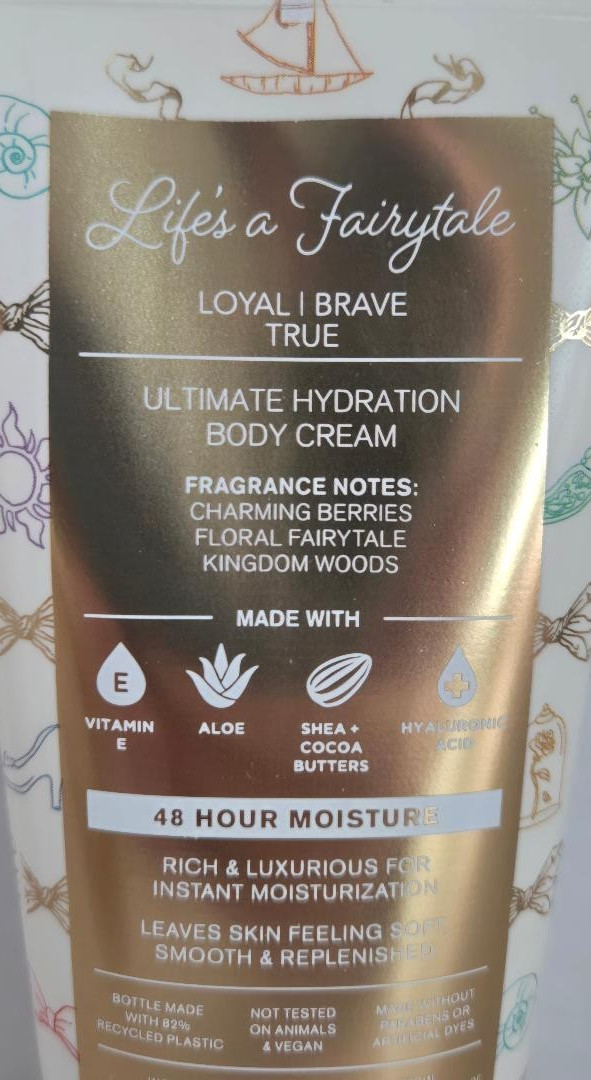 Life's a Fairytale
LOYAL | BRAVE
TRUE
ULTIMATE HYDRATION
BODY CREAM
FRAGRANCE NOTES:
CHARMING BERRIES
FLORAL FAIRYTALE
KINGDOM WOODS
MADE WITH
E
VITAMIN
E
ALOE
SHEA +
COCOA
BUTTERS
HYALURONIC
ACID
48 HOUR MOISTURE
RICH & LUXURIOUS FOR
INSTANT MOISTURIZATION
LEAVES SKIN FEELING SOFT,
SMOOTH & REPLENISHED.
BOTTLE MADE
WITH 82%
RECYCLED PLASTIC
NOT TESTED
ON ANIMALS
& VEGAN
MADE WITHOUT
PARABENS OR
ARTIFICIAL DYES